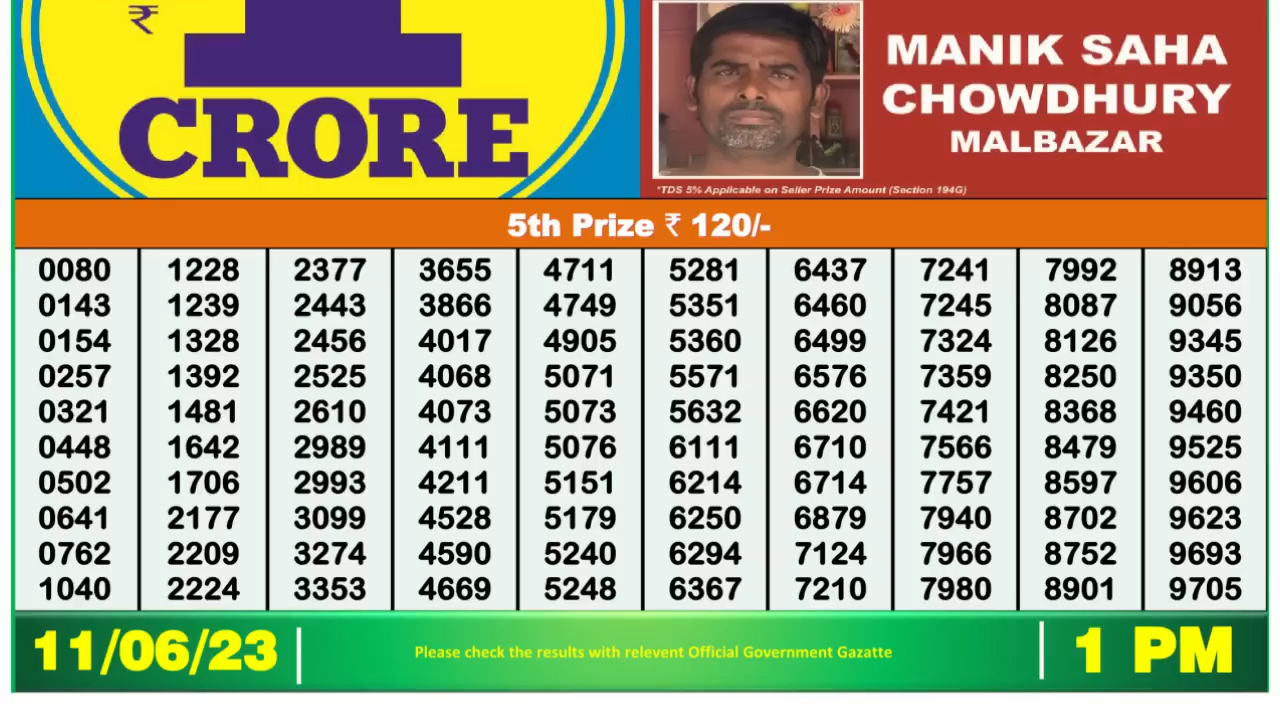 ₹
1
CRORE
MANIK SAHA
CHOWDHURY
MALBAZAR
*TDS 5% Applicable on Seller Prize Amount (Section 194G)
5th Prize ₹ 120/-
0080 1228 2377 3655 4711 5281 6437 7241 7992 8913
0143 1239 2443 3866 4749 5351 6460 7245 8087 9056
0154 1328 2456 4017 4905 5360 6499 7324 8126 9345
0257 1392 2525 4068 5071 5571 6576 7359 8250 9350
0321 1481 2610 4073 5073 5632 6620 7421 8368 9460
0448 1642 2989 4111 5076 6111 6710 7566 8479 9525
0502 1706 2993 4211 5151 6214 6714 7757 8597 9606
0641 2177 3099 4528 5179 6250 6879 7940 8702 9623
0762 2209 3274 4590 5240 6294 7124 7966 8752 9693
1040 2224 3353 4669 5248 6367 7210 7980 8901 9705
11/06/23 Please check the results with relevent Official Government Gazatte 1 PM